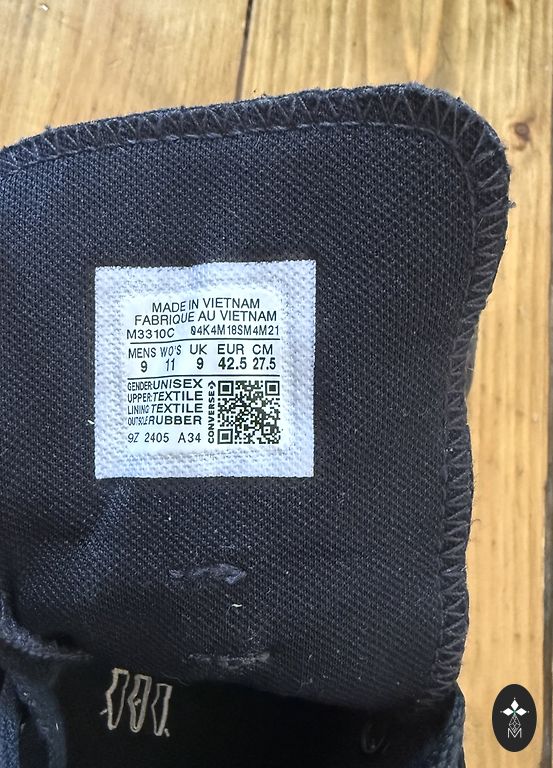 MADE IN VIETNAM
FABRIQUE AU VIETNAM
M3310C 04K4M18SM4M21
MENS WO'S UK EUR CM
9 11 9 42.5 27.5
GENDER:UNISEX
UPPER:TEXTILE
LINING:TEXTILE
OUTSOLE:RUBBER
9Z 2405 A34
CONVERSE
M